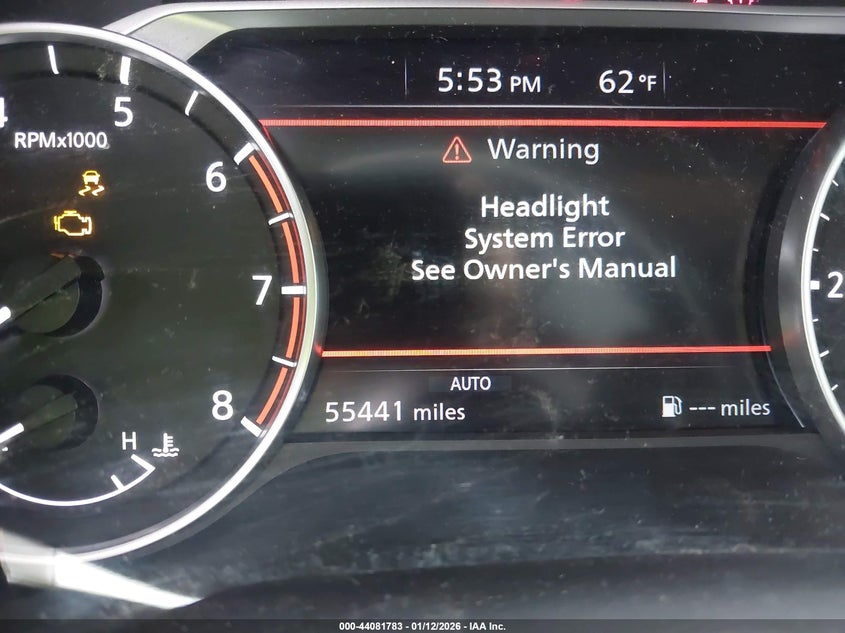 5:53 PM 62°F
4 5
RPMx1000
6
Warning
Headlight
System Error
See Owner's Manual
7
2
AUTO
8
55441 miles --- miles
H
000-44081783 - 01/12/2026 - IAA Inc.